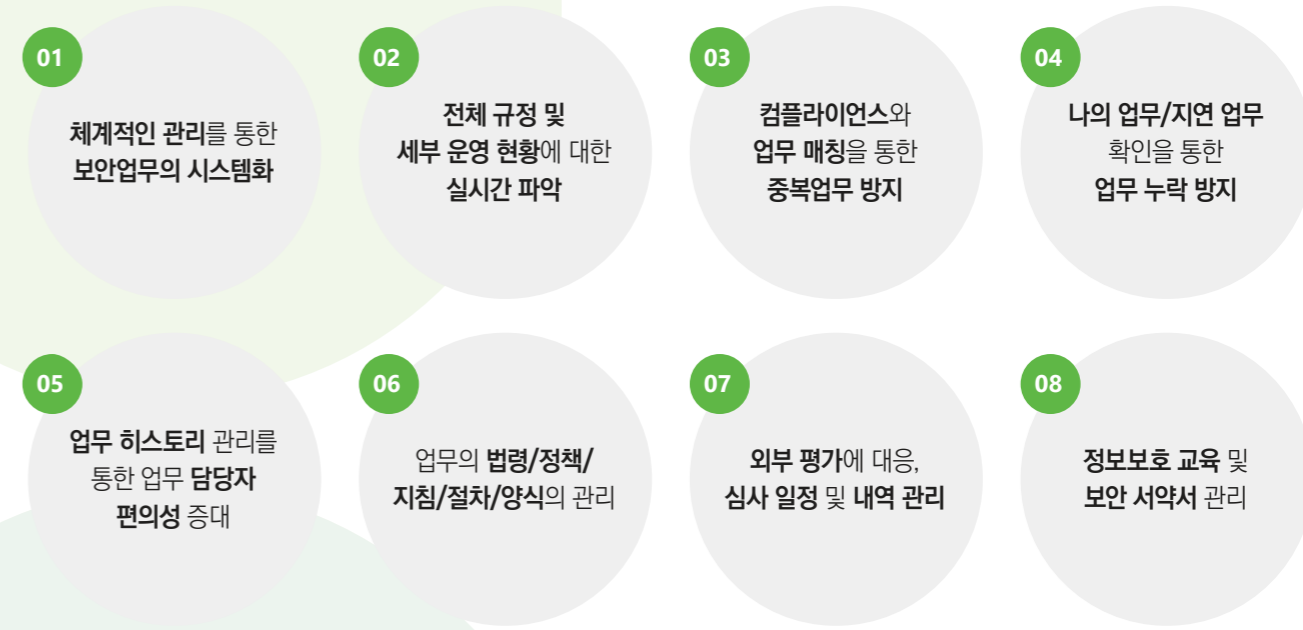 01
체계적인 관리를 통한
보안업무의 시스템화
02
전체 규정 및
세부 운영 현황에 대한
실시간 파악
03
컴플라이언스와
업무 매칭을 통한
중복업무 방지
04
나의 업무/지연 업무
확인을 통한
업무 누락 방지
05
업무 히스토리 관리를
통한 업무 담당자
편의성 증대
06
업무의 법령/정책/
지침/절차/양식의 관리
07
외부 평가에 대응,
심사 일정 및 내역 관리
08
정보보호 교육 및
보안 서약서 관리